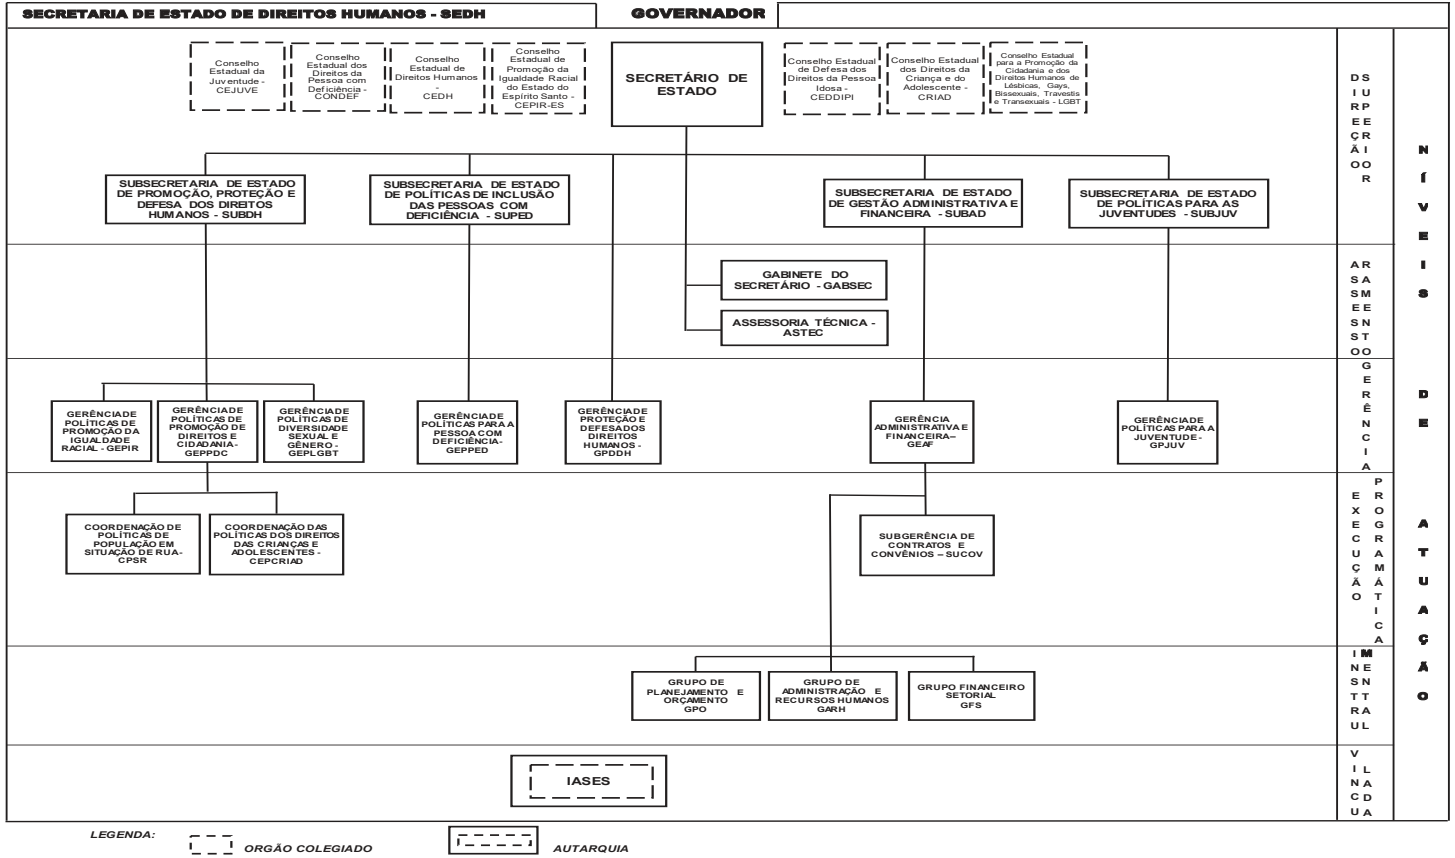 SECRETARIA DE ESTADO DE DIREITOS HUMANOS - SEDH
GOVERNADOR
Conselho
Estadual da
Juventude -
CEJUVE
Conselho
Estadual dos
Direitos da
Pessoa com
Deficiência -
CONDEF
Conselho
Estadual de
Direitos Humanos
-
CEDH
Conselho
Estadual de
Promoção da
Igualdade Racial
do Estado do
Espírito Santo -
CEPIR-ES
SECRETÁRIO DE
ESTADO
Conselho Estadual
de Defesa dos
Direitos da Pessoa
Idosa -
CEDDIPI
Conselho Estadual
dos Direitos da
Criança e do
Adolescente -
CRIAD
Conselho Estadual
para a Promoção da
Cidadania e dos
Direitos Humanos de
Lésbicas, Gays,
Bissexuais, Travestis
e Transexuais - LGBT
SUBSECRETARIA DE ESTADO
DE PROMOÇÃO, PROTEÇÃO E
DEFESA DOS DIREITOS
HUMANOS - SUBDH
SUBSECRETARIA DE ESTADO
DE POLÍTICAS DE INCLUSÃO
DAS PESSOAS COM
DEFICIÊNCIA - SUPED
SUBSECRETARIA DE ESTADO
DE GESTÃO ADMINISTRATIVA E
FINANCEIRA - SUBAD
SUBSECRETARIA DE ESTADO
DE POLÍTICAS PARA AS
JUVENTUDES - SUBJUV
DIREÇÃO
SUPERIOR
GABINETE DO
SECRETÁRIO - GABSEC
ASSESSORIA TÉCNICA -
ASTEC
ASSESSO
RAMENTO
GERÊNCIA DE
POLÍTICAS DE
PROMOÇÃO DA
IGUALDADE
RACIAL - GEPIR
GERÊNCIA DE
POLÍTICAS DE
PROMOÇÃO DE
DIREITOS E
CIDADANIA-
GEPPDC
GERÊNCIA DE
POLÍTICAS DE
DIVERSIDADE
SEXUAL E
GÊNERO -
GEPLGBT
GERÊNCIA DE
POLÍTICAS PARA A
PESSOA COM
DEFICIÊNCIA-
GEPPED
GERÊNCIA DE
PROTEÇÃO E
DEFESA DOS
DIREITOS
HUMANOS -
GPDDH
GERÊNCIA
ADMINISTRATIVA E
FINANCEIRA–
GEAF
GERÊNCIA DE
POLÍTICAS PARA A
JUVENTUDE-
GPJUV
GERÊNCIA
COORDENAÇÃO DE
POLÍTICAS DE
POPULAÇÃO EM
SITUAÇÃO DE RUA-
CPSR
COORDENAÇÃO DAS
POLÍTICAS DOS DIREITOS
DAS CRIANÇAS E
ADOLESCENTES -
CEPCRIAD
SUBGERÊNCIA DE
CONTRATOS E
CONVÊNIOS – SUCOV
EXECUÇÃO
PROGRAMÁTICA
GRUPO DE
PLANEJAMENTO E
ORÇAMENTO
GPO
GRUPO DE
ADMINISTRAÇÃO E
RECURSOS HUMANOS
GARH
GRUPO FINANCEIRO
SETORIAL
GFS
INSTRU
MENTAL
IASES
VINCU
LADA
NÍVEIS DE ATUAÇÃO
LEGENDA:
ORGÃO COLEGIADO
AUTARQUIA